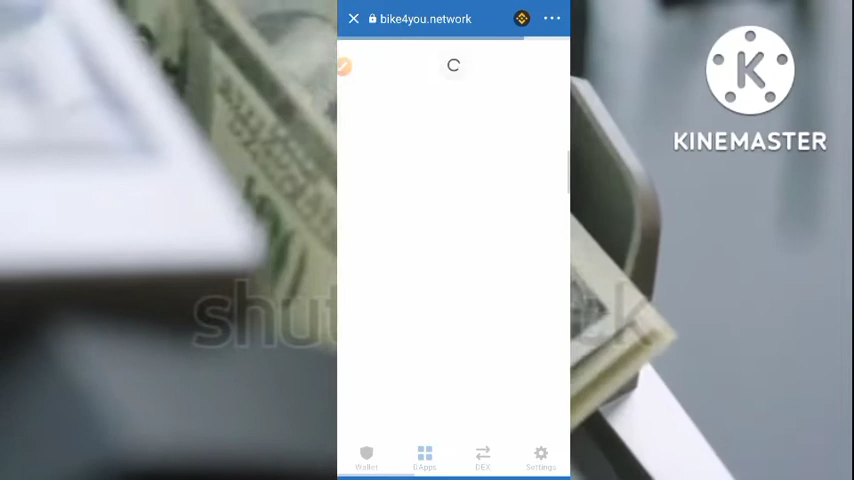 bike4you.network
KINEMASTER
Wallet
DApps
DEX
Settings